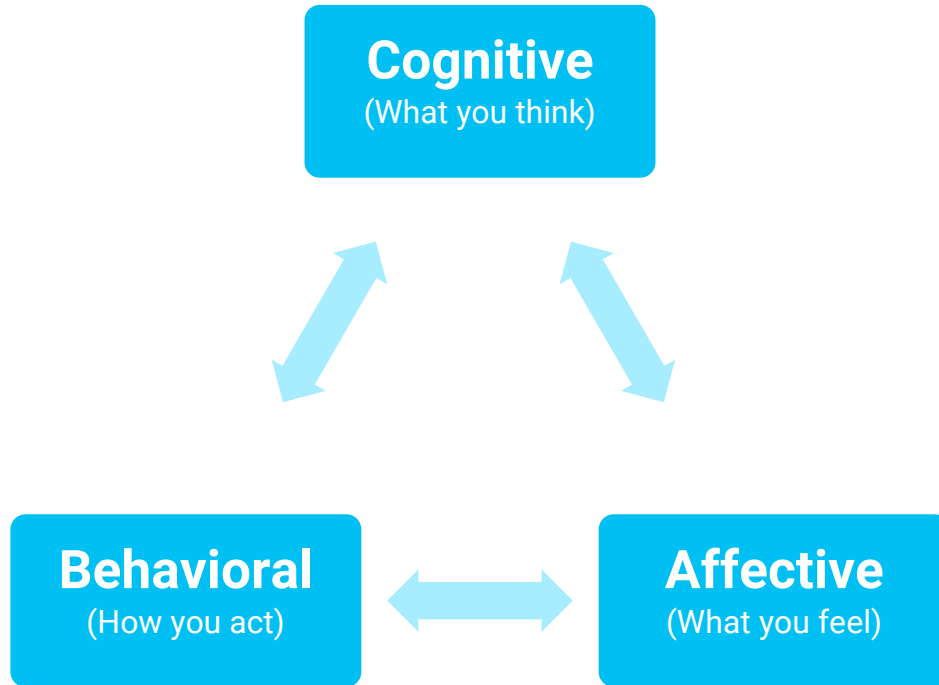 Cognitive
(What you think)
Behavioral
(How you act)
Affective
(What you feel)